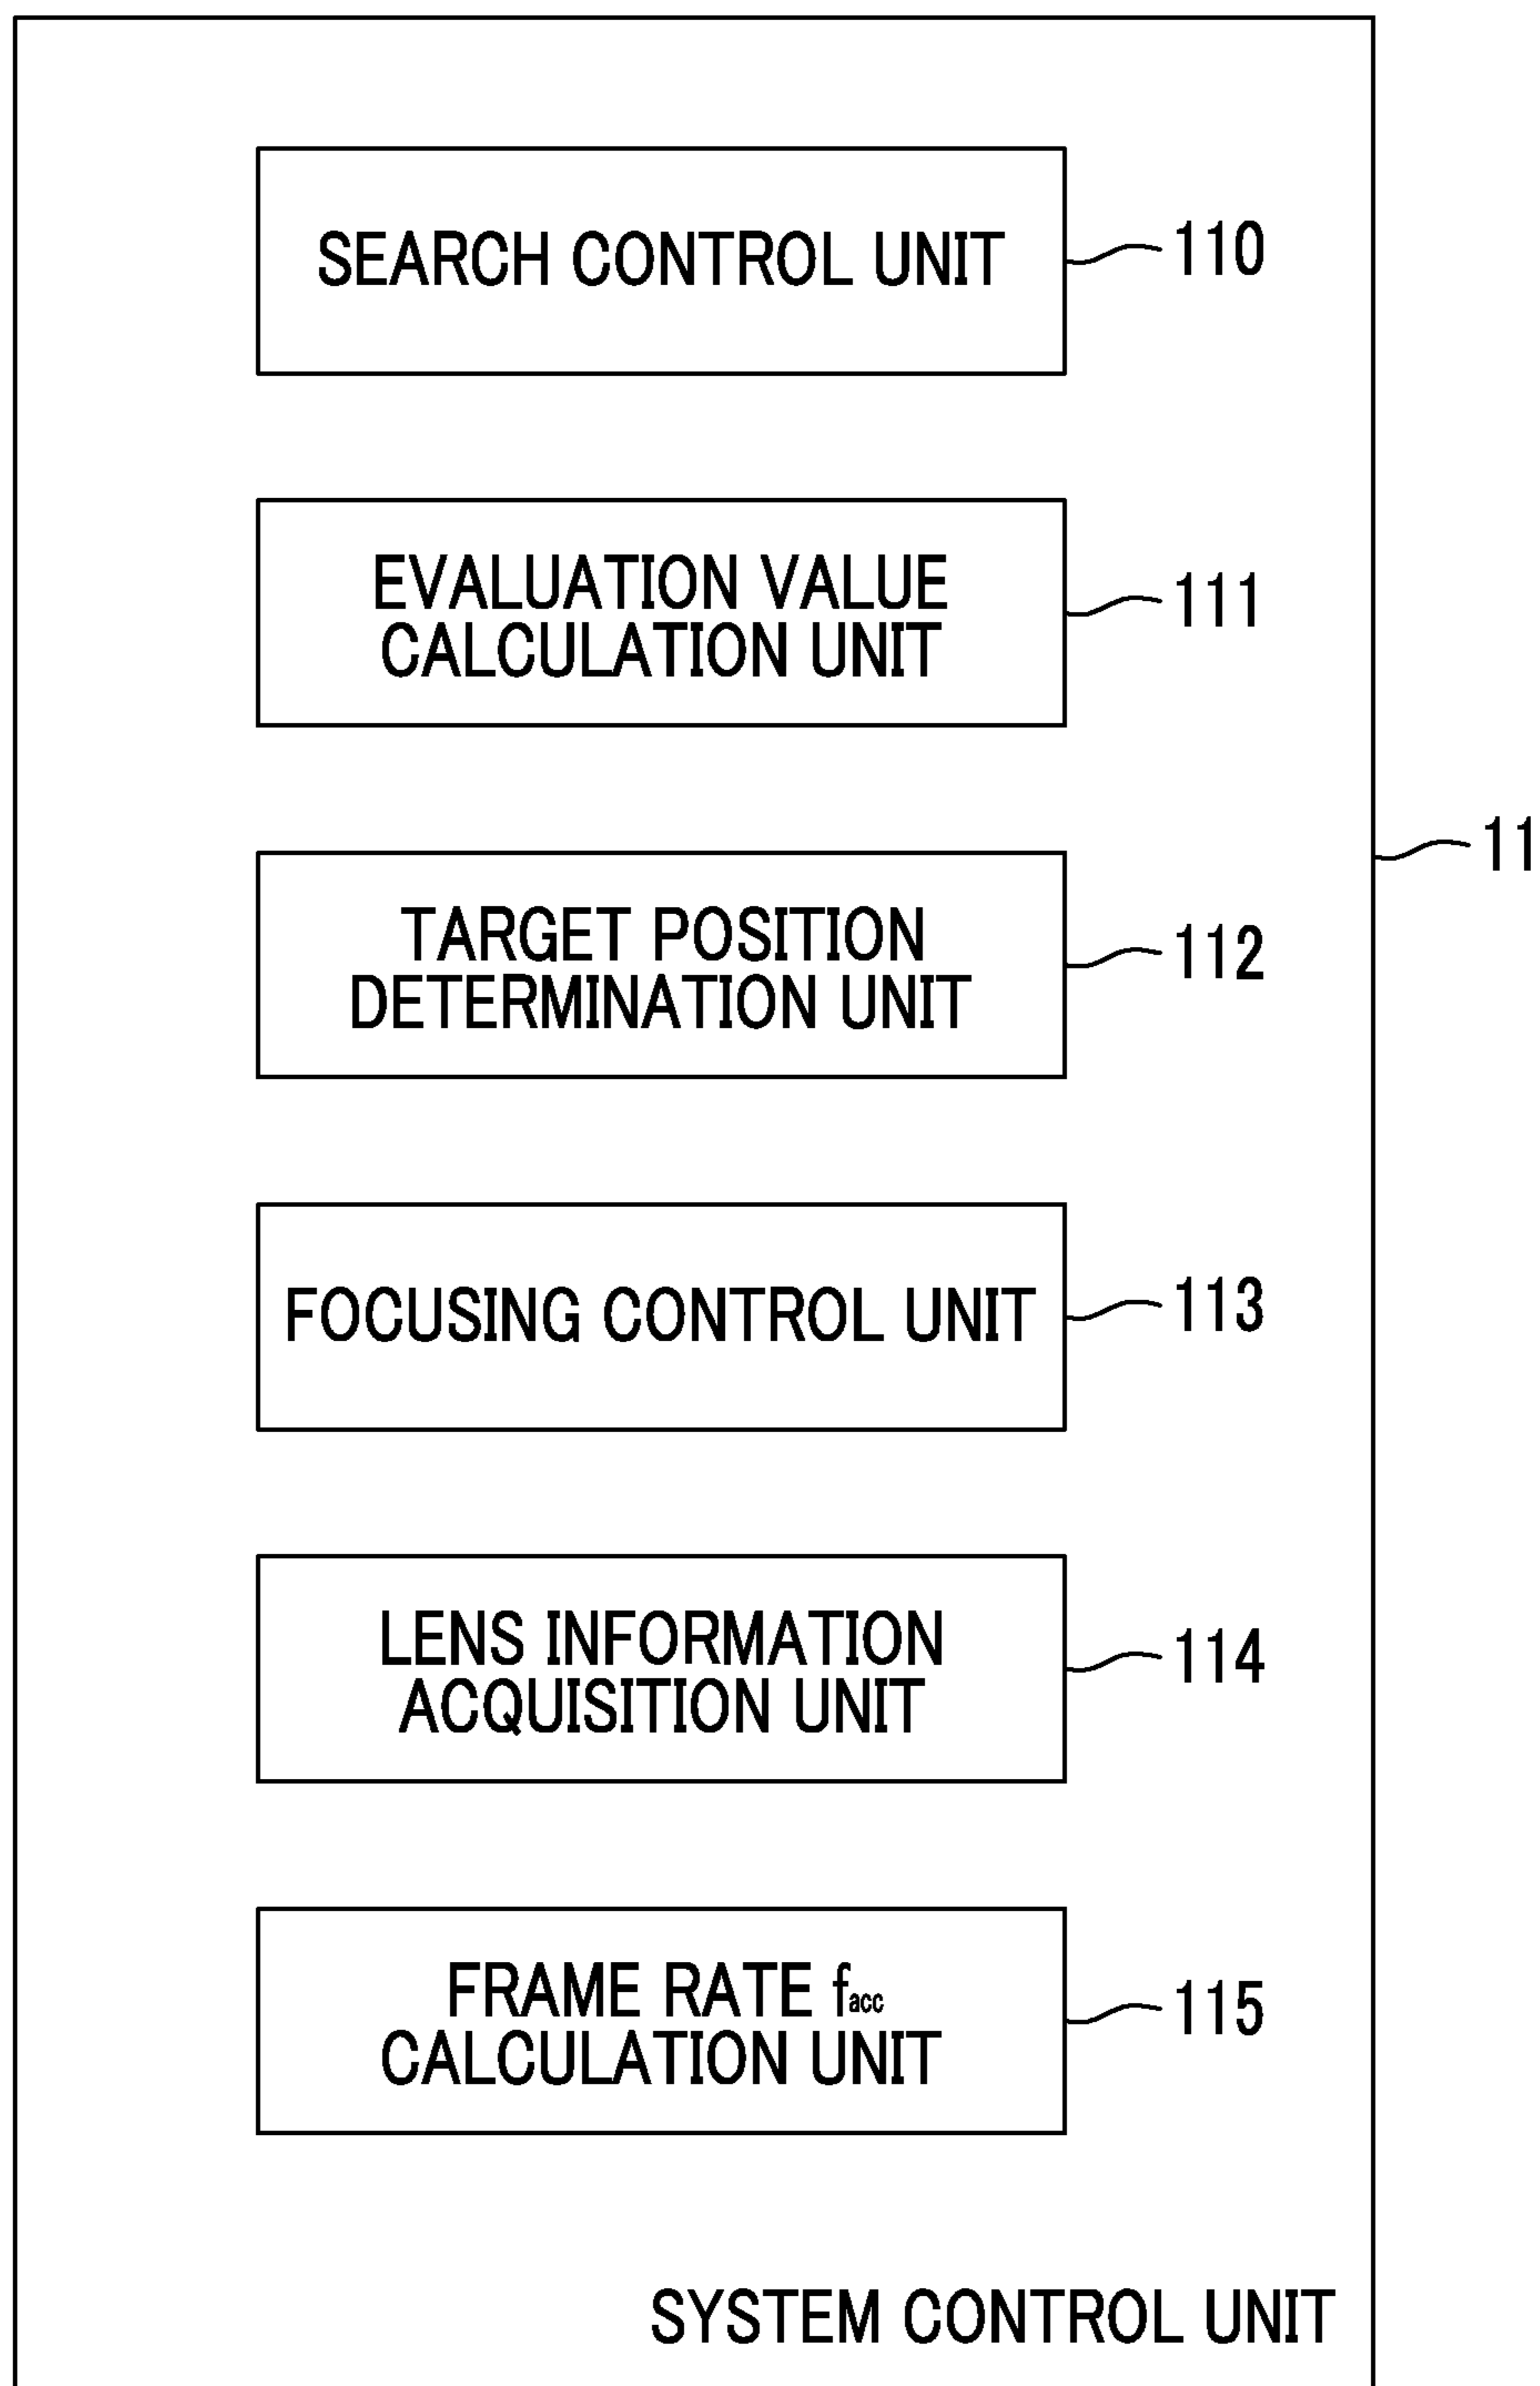 SEARCH CONTROL UNIT
110
EVALUATION VALUE
CALCULATION UNIT
111
11
TARGET POSITION
DETERMINATION UNIT
112
FOCUSING CONTROL UNIT
113
LENS INFORMATION
ACQUISITION UNIT
114
FRAME RATE facc
CALCULATION UNIT
115
SYSTEM CONTROL UNIT